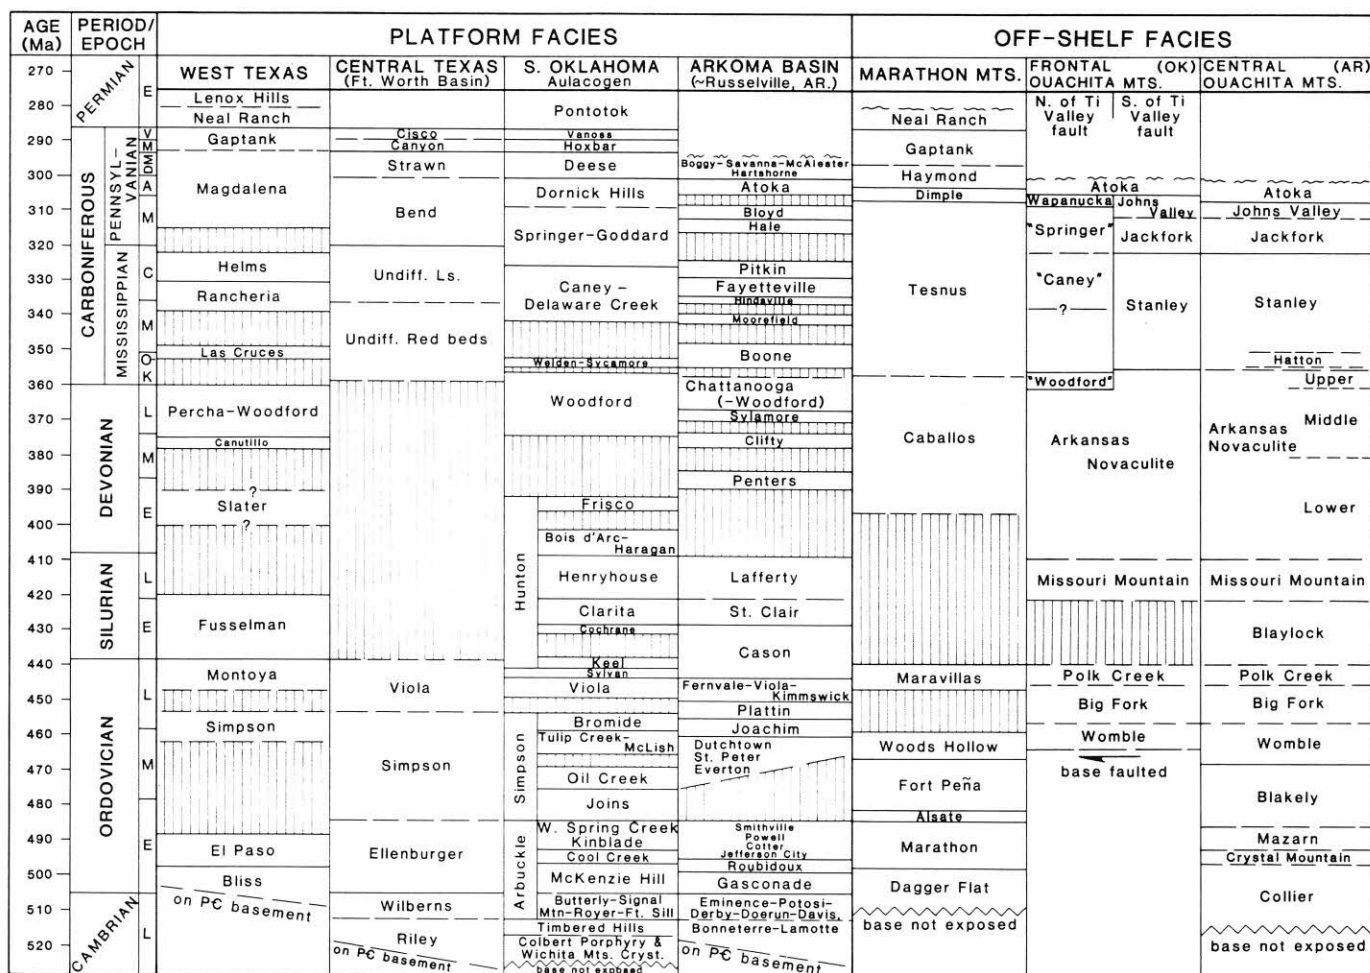 AGE (Ma)
PERIOD/ EPOCH
PLATFORM FACIES
OFF-SHELF FACIES
WEST TEXAS
CENTRAL TEXAS (Ft. Worth Basin)
S. OKLAHOMA Aulacogen
ARKOMA BASIN (~Russelville, AR.)
MARATHON MTS.
FRONTAL (OK) OUACHITA MTS.
CENTRAL (AR) OUACHITA MTS.
N. of Ti Valley fault
S. of Ti Valley fault
270
280
290
300
310
320
330
340
350
360
370
380
390
400
410
420
430
440
450
460
470
480
490
500
510
520
PERMIAN
CARBONIFEROUS
PENNSYL-VANIAN
MISSISSIPPIAN
DEVONIAN
SILURIAN
ORDOVICIAN
CAMBRIAN
E
V
M
DM
A
M
C
M
O
K
L
M
E
L
E
L
M
E
L
Lenox Hills
Neal Ranch
Gaptank
Magdalena
Helms
Rancheria
Las Cruces
Percha-Woodford
Canutillo
?
Slater
?
Fusselman
Montoya
Simpson
El Paso
Bliss
on P€ basement
Cisco
Canyon
Strawn
Bend
Undiff. Ls.
Undiff. Red beds
Viola
Simpson
Ellenburger
Wilberns
Riley
on P€ basement
Pontotok
Vanoss
Hoxbar
Deese
Dornick Hills
Springer-Goddard
Caney –
Delaware Creek
Welden-Sycamore
Woodford
Hunton
Frisco
Bois d'Arc-
Haragan
Henryhouse
Clarita
Cochrane
Keel
Sylvan
Viola
Simpson
Bromide
Tulip Creek-
McLish
Oil Creek
Joins
Arbuckle
W. Spring Creek
Kinblade
Cool Creek
McKenzie Hill
Butterly-Signal
Mtn-Royer-Ft. Sill
Timbered Hills
Colbert Porphyry &
Wichita Mts. Cryst.
base not exposed
Boggy-Savanna-McAlester
Hartshorne
Atoka
Bloyd
Hale
Pitkin
Fayetteville
Hindsville
Moorefield
Boone
Chattanooga
(-Woodford)
Sylamore
Clifty
Penters
Lafferty
St. Clair
Cason
Fernvale-Viola-
Kimmswick
Plattin
Joachim
Dutchtown
St. Peter
Everton
Smithville
Powell
Cotter
Jefferson City
Roubidoux
Gasconade
Eminence-Potosi-
Derby-Doerun-Davis,
Bonneterre-Lamotte
on P€ basement
Neal Ranch
Gaptank
Haymond
Dimple
Tesnus
Caballos
Maravillas
Woods Hollow
Fort Peña
Alsate
Marathon
Dagger Flat
base not exposed
Atoka
Wapanucka
Johns
Valley
"Springer"
Jackfork
"Caney"
?
Stanley
"Woodford"
Arkansas
Novaculite
Missouri Mountain
Polk Creek
Big Fork
Womble
base faulted
Atoka
Johns Valley
Jackfork
Stanley
Hatton
Upper
Arkansas
Novaculite
Middle
Lower
Missouri Mountain
Blaylock
Polk Creek
Big Fork
Womble
Blakely
Mazarn
Crystal Mountain
Collier
base not exposed